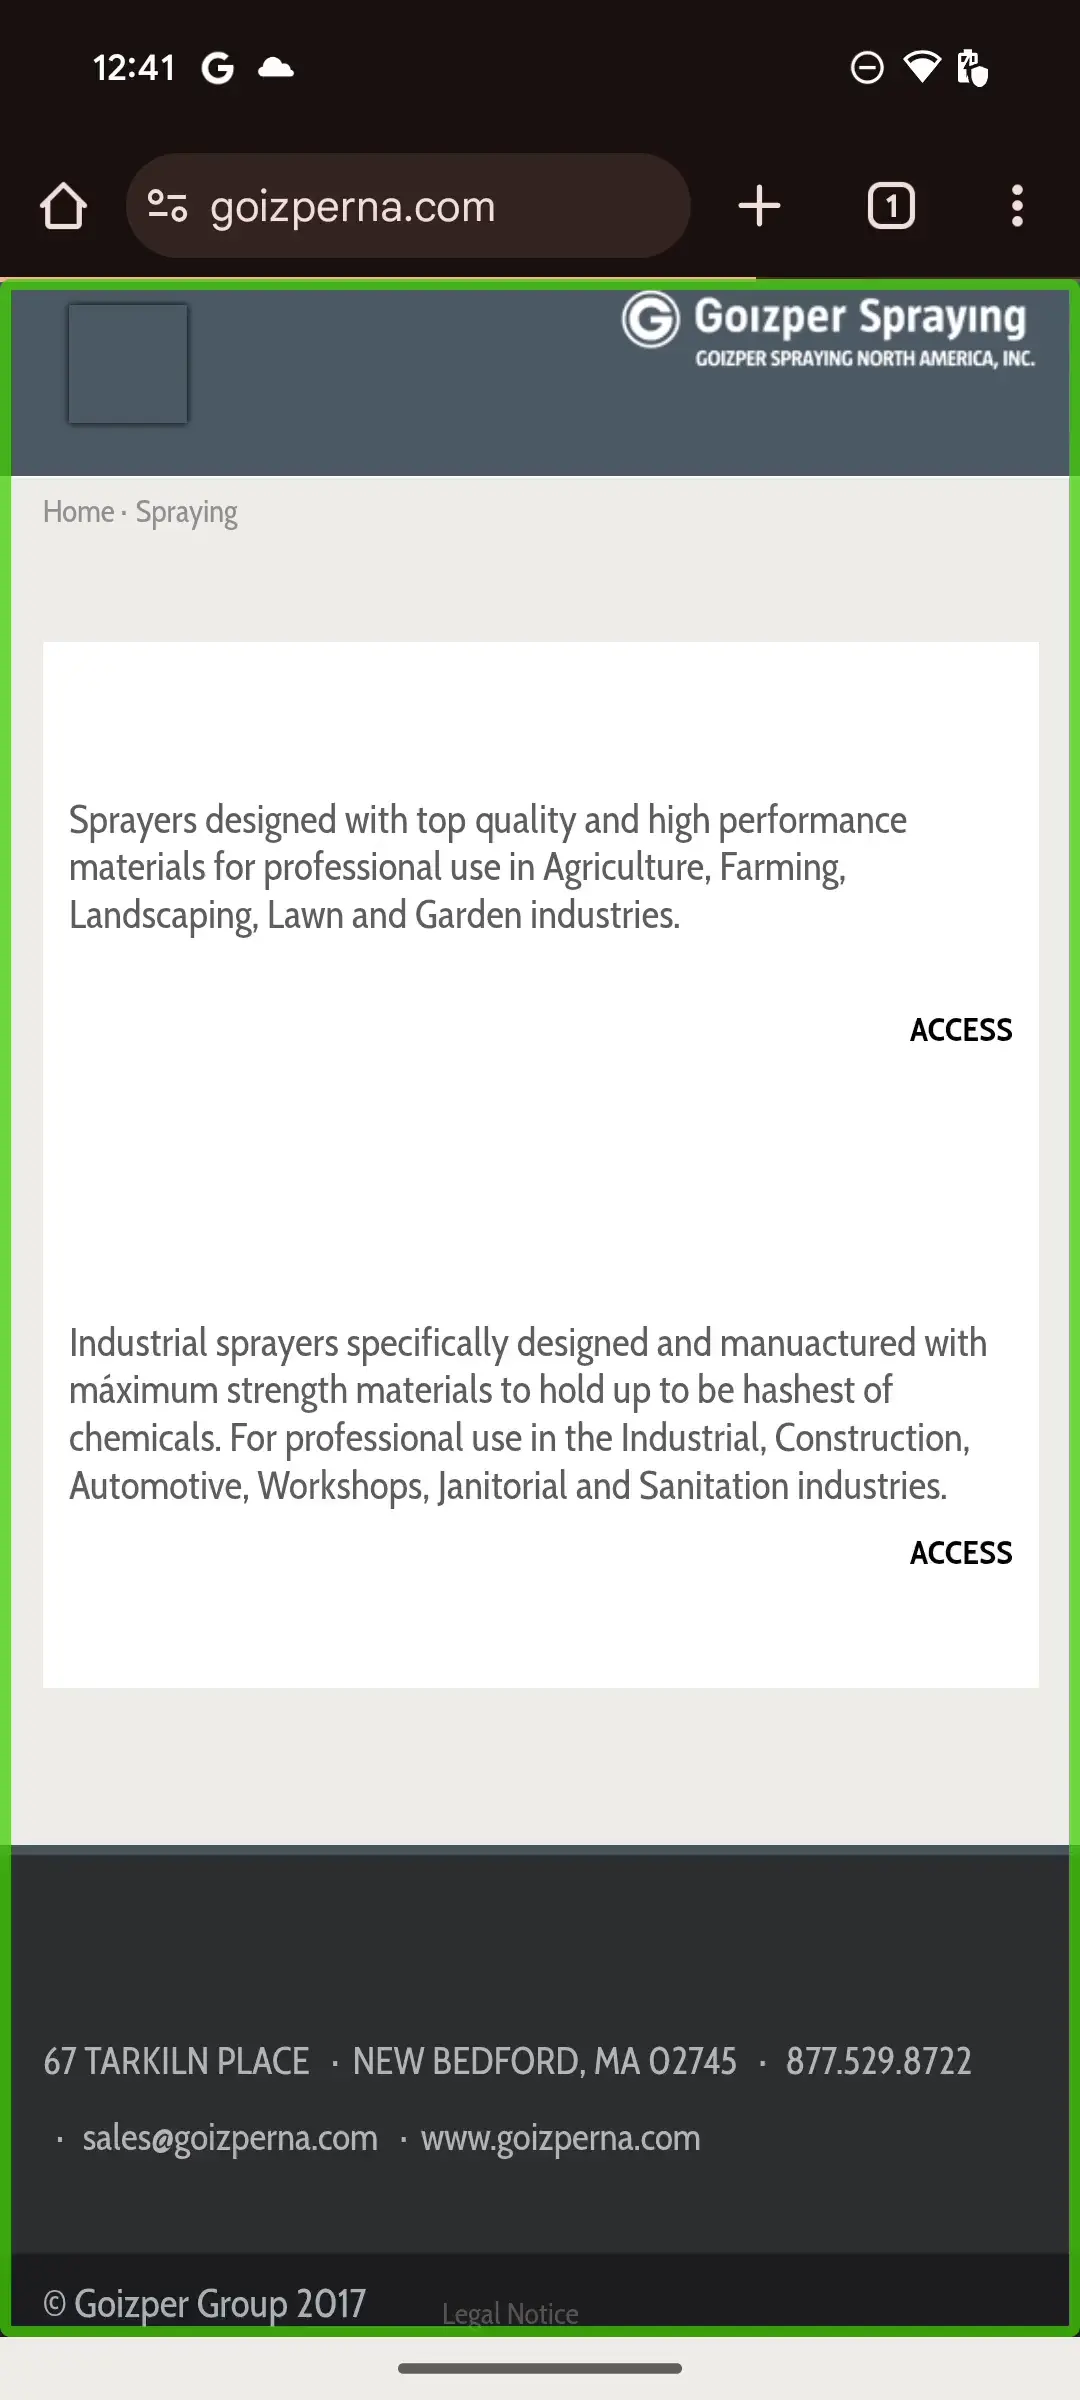 12:41
goizperna.com
1
Goizper Spraying
GOIZPER SPRAYING NORTH AMERICA, INC.
Home · Spraying
Sprayers designed with top quality and high performance
materials for professional use in Agriculture, Farming,
Landscaping, Lawn and Garden industries.
ACCESS
Industrial sprayers specifically designed and manuactured with
máximum strength materials to hold up to be hashest of
chemicals. For professional use in the Industrial, Construction,
Automotive, Workshops, Janitorial and Sanitation industries.
ACCESS
67 TARKILN PLACE · NEW BEDFORD, MA 02745 · 877.529.8722
· sales@goizperna.com · www.goizperna.com
© Goizper Group 2017 Legal Notice